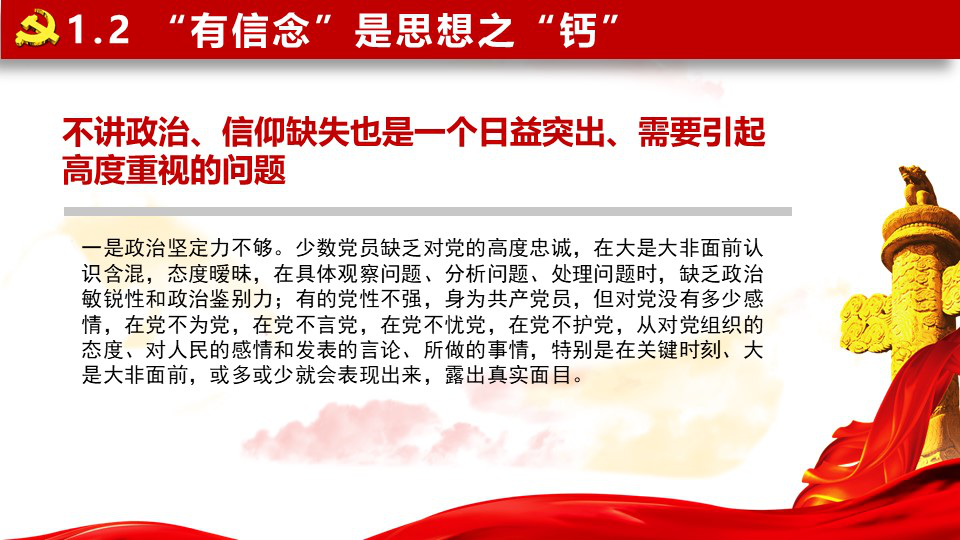 1.2 “有信念”是思想之“钙”
不讲政治、信仰缺失也是一个日益突出、需要引起
高度重视的问题
一是政治坚定力不够。少数党员缺乏对党的高度忠诚，在大是大非面前认
识含混，态度暧昧，在具体观察问题、分析问题、处理问题时，缺乏政治
敏锐性和政治鉴别力；有的党性不强，身为共产党员，但对党没有多少感
情，在党不为党，在党不言党，在党不忧党，在党不护党，从对党组织的
态度、对人民的感情和发表的言论、所做的事情，特别是在关键时刻、大
是大非面前，或多或少就会表现出来，露出真实面目。